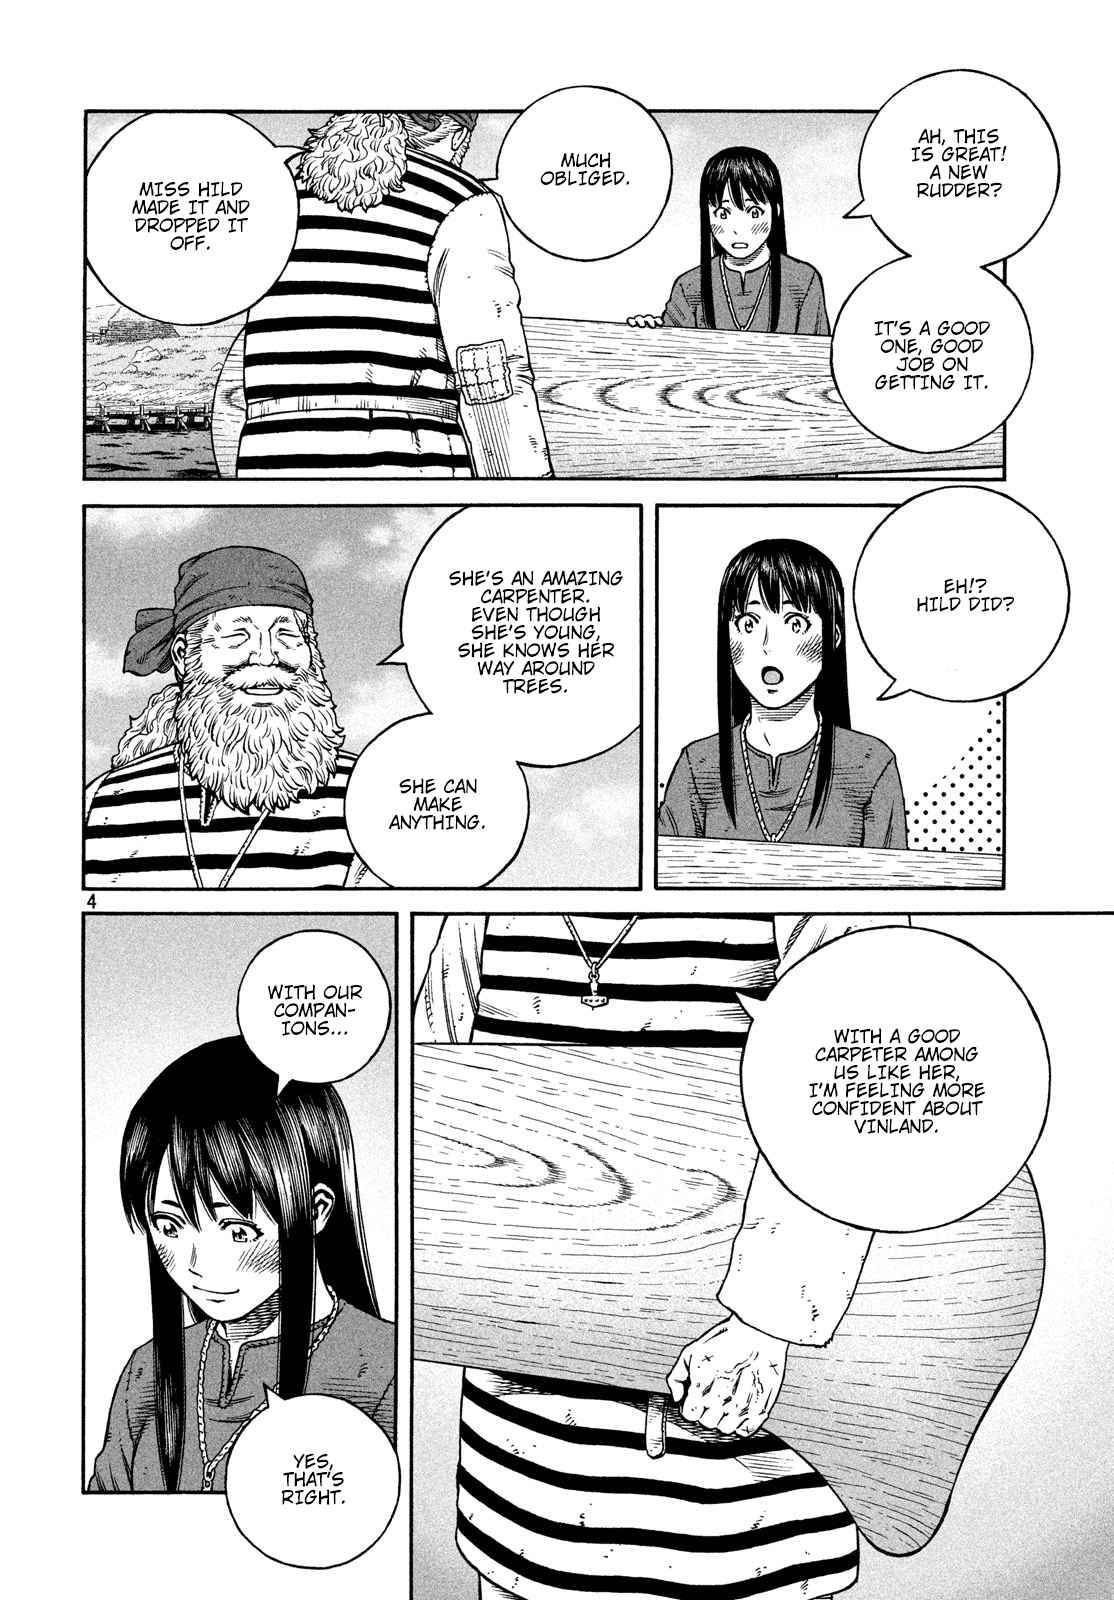 AH, THIS
IS GREAT!
A NEW
RUDDER?
IT'S A GOOD
ONE, GOOD
JOB ON
GETTING IT.
MUCH
OBLIGED.
MISS HILD
MADE IT AND
DROPPED IT
OFF.
EH!?
HILD DID?
SHE'S AN AMAZING
CARPENTER.
EVEN THOUGH
SHE'S YOUNG,
SHE KNOWS HER
WAY AROUND
TREES.
SHE CAN
MAKE
ANYTHING.
4
WITH A GOOD
CARPETER AMONG
US LIKE HER,
I'M FEELING MORE
CONFIDENT ABOUT
VINLAND.
WITH OUR
COMPAN-
IONS...
YES,
THAT'S
RIGHT.